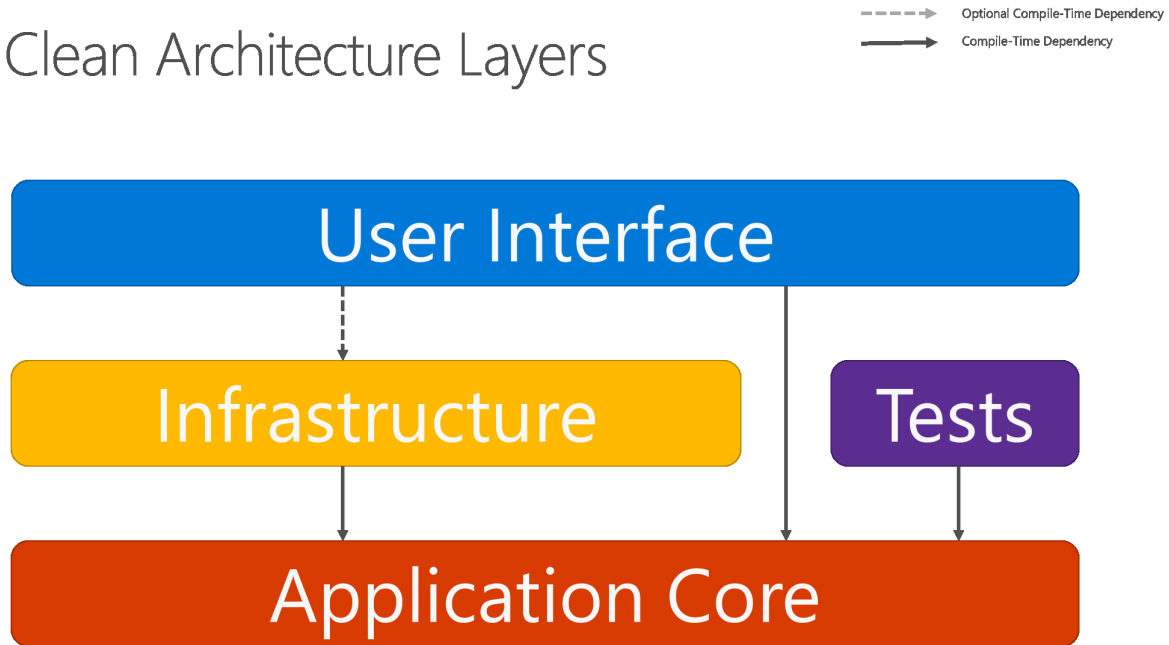 Optional Compile-Time Dependency
Clean Architecture Layers
Compile-Time Dependency
User Interface
Infrastructure
Tests
Application Core